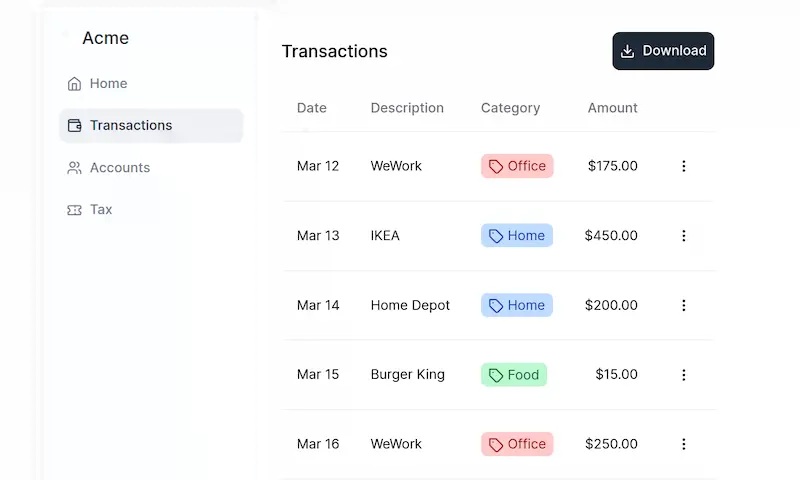 Acme
Home
Transactions
Accounts
Tax
Transactions
Download
Date Description Category Amount
Mar 12 WeWork Office $175.00
Mar 13 IKEA Home $450.00
Mar 14 Home Depot Home $200.00
Mar 15 Burger King Food $15.00
Mar 16 WeWork Office $250.00